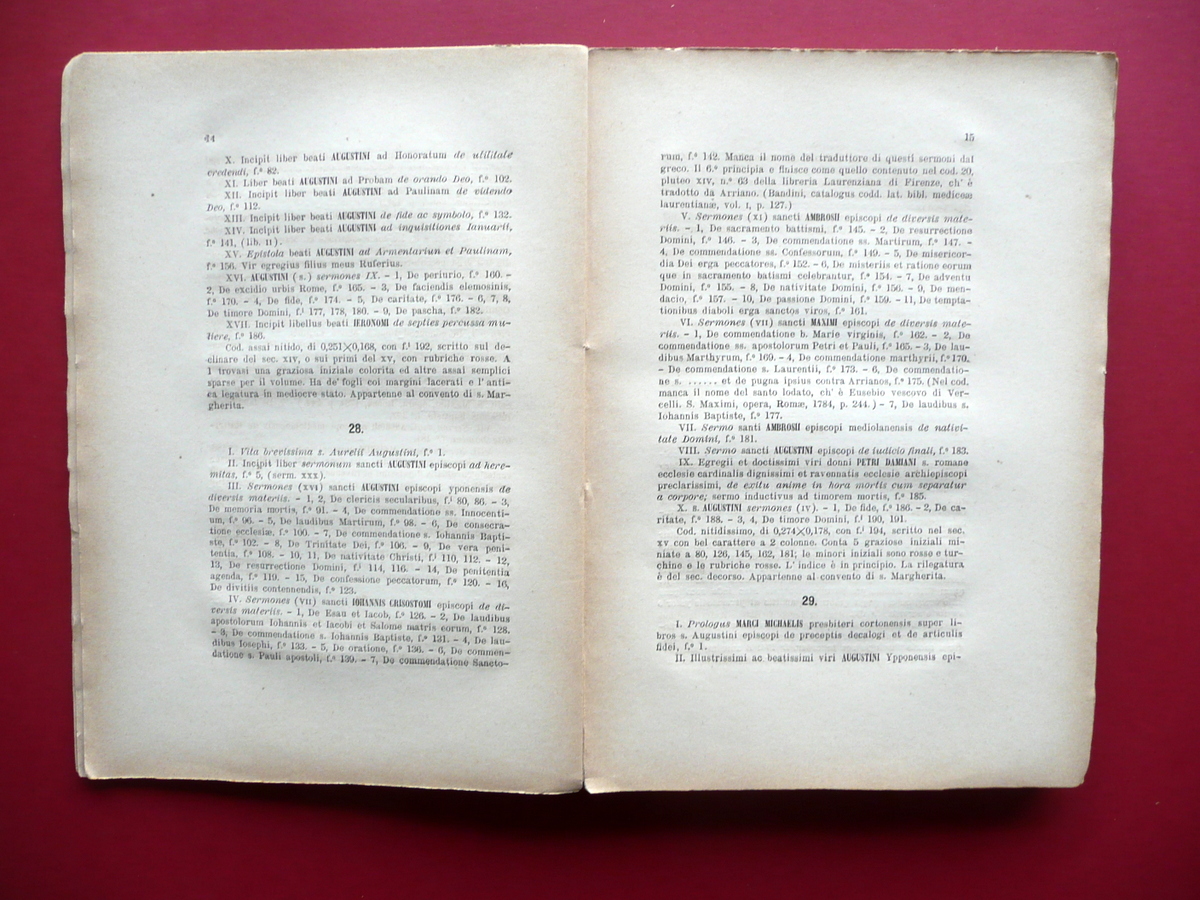 14
X. Incipit liber beati AUGUSTINI ad Honoratum de utilitate
credendi, f.º 82.
XI. Liber beati AUGUSTINI ad Probam de orando Deo, f.º 102.
XII. Incipit liber beati AUGUSTINI ad Paulinam de videndo
Deo, f.º 112.
XIII. Incipit liber beati AUGUSTINI de fide ac symbolo, f.º 132.
XIV. Incipit liber beati AUGUSTINI ad inquisitiones Ianuarii,
f.º 141, (lib. II).
XV. Epistola beati AUGUSTINI ad Armentariun et Paulinam,
f.º 156. Vir egregius filius meus Ruferius.
XVI. AUGUSTINI (s.) sermones IX. - 1, De periurio, f.º 160. -
2, De excidio urbis Rome, f.º 165. - 3, De faciendis elemosinis,
f.º 170. - 4, De fide, f.º 174. - 5, De caritate, f.º 176. - 6, 7, 8,
De timore Domini, f.i 177, 178, 180. - 9, De pascha, f.º 182.
XVII. Incipit libellus beati IERONOMI de septies percussa mu-
liere, f.º 186.
Cod. assai nitido, di 0,251×0,168, con f.i 192, scritto sul de-
clinare del sec. XIV, o sui primi del XV, con rubriche rosse. A
1 trovasi una graziosa iniziale colorita ed altre assai semplici
sparse per il volume. Ha de' fogli coi margini lacerati e l' anti-
ca legatura in mediocre stato. Appartenne al convento di s. Mar-
gherita.
28.
I. Vita brevissima s. Aurelii Augustini, f.º 1.
II. Incipit liber sermonum sancti AUGUSTINI episcopi ad here-
mitas, f.º 5, (serm. XXX).
III. Sermones (XVI) sancti AUGUSTINI episcopi yponensis de
diversis materiis. - 1, 2, De clericis secularibus, f.i 80, 86. - 3,
De memoria mortis, f.º 91. - 4, De commendatione ss. Innocenti-
um, f.º 96. - 5, De laudibus Martirum, f.º 98. - 6, De consecra-
tione ecclesiæ, f.º 100. - 7, De commendatione s. Iohannis Bapti-
ste, f.º 102. - 8, De Trinitate Dei, f.º 106. - 9, De vera peni-
tentia, f.º 108. - 10, 11, De nativitate Christi, f.i 110, 112. - 12,
13, De resurrectione Domini, f.i 114, 116. - 14, De penitentia
agenda, f.º 119. - 15, De confessione peccatorum, f.º 120. - 16,
De divitiis contennendis, f.º 123.
IV. Sermones (VII) sancti IOHANNIS CRISOSTOMI episcopi de di-
versis materiis. - 1, De Esau et Iacob, f.º 126. - 2, De laudibus
apostolorum Iohannis et Iacobi et Salome matris eorum, f.º 128.
- 3, De commendatione s. Iohannis Baptiste, f.º 131. - 4, De lau-
dibus Iosephi, f.º 133. - 5, De oratione, f.º 136. - 6, De commen-
datione s. Pauli apostoli, f.º 139. - 7, De commendatione Sancto-
15
rum, f.º 142. Manca il nome del traduttiore di questi sermoni dal
greco. Il 6.º principia e finisce come quello contenuto nel cod. 20,
pluteo XIV, n.º 63 della libreria Laurenziana di Firenze, ch' è
tradotto da Arriano. (Bandini, catalogus codd. lat. bibl. mediceæ
laurentianæ, vol. I, p. 127.)
V. Sermones (XI) sancti AMBROSII episcopi de diversis mate-
riis. - 1, De sacramento battismi, f.º 145. - 2, De resurrectione
Domini, f.º 146. - 3, De commendatione ss. Martirum, f.º 147. -
4, De commendatione ss. Confessorum, f.º 149. - 5, De misericor-
dia Dei erga peccatores, f.º 152. - 6, De misteriis et ratione eorum
que in sacramento batismi celebrantur, f.º 154. - 7, De adventu
Domini, f.º 155. - 8, De nativitate Domini, f.º 156. - 9, De men-
dacio, f.º 157. - 10, De passione Domini, f.º 159. - 11, De tempta-
tionibus diaboli erga sanctos viros, f.º 161.
VI. Sermones (VII) sancti MAXIMI episcopi de diversis mate-
riis. - 1, De commendatione b. Marie virginis, f.º 162. - 2, De
commendatione ss. apostolorum Petri et Pauli, f.º 165. - 3, De lau-
dibus Marthyrum, f.º 169. - 4, De commendatione marthyrii, f.º 170.
- De commendatione s. Laurentii, f.º 173. - 6, De commendatio-
ne s. ...... et de pugna ipsius contra Arrianos, f.º 175. (Nel cod.
manca il nome del santo lodato, ch' è Eusebio vescovo di Ver-
celli. S. Maximi, opera, Romæ, 1784, p. 244.) - 7, De laudibus s.
Iohannis Baptiste, f.º 177.
VII. Sermo santi AMBROSII episcopi mediolanensis de nativi-
tate Domini, f.º 181.
VIII. Sermo sancti AUGUSTINI episcopi de iudicio finali, f.º 183.
IX. Egregii et doctissimi viri donni PETRI DAMIANI s. romane
ecclesie cardinalis dignissimi et ravennatis ecclesie archiepiscopi
preclarissimi, de exitu anime in hora mortis cum separatur
a corpore; sermo inductivus ad timorem mortis, f.º 185.
X. s. AUGUSTINI sermones (IV). - 1, De fide, f.º 186. - 2, De ca-
ritate, f.º 188. - 3, 4, De timore Domini, f.i 190, 191.
Cod. nitidissimo, di 0,274×0,178, con f.i 194, scritto nel sec.
XV con bel carattere a 2 colonne. Conta 5 graziose iniziali mi-
niate a 80, 126, 145, 162, 181; le minori iniziali sono rosse e tur-
chine e le rubriche rosse. L' indice è in principio. La rilegatura
è del sec. decorso. Appartenne al convento di s. Margherita.
29.
I. Prologus MARCI MICHAELIS presbiteri cortonensis super li-
bros s. Augustini episcopi de preceptis decalogi et de articulis
fidei, f.º 1.
II. Illustrissimi ac beatissimi viri AUGUSTINI Ypponensis epi-